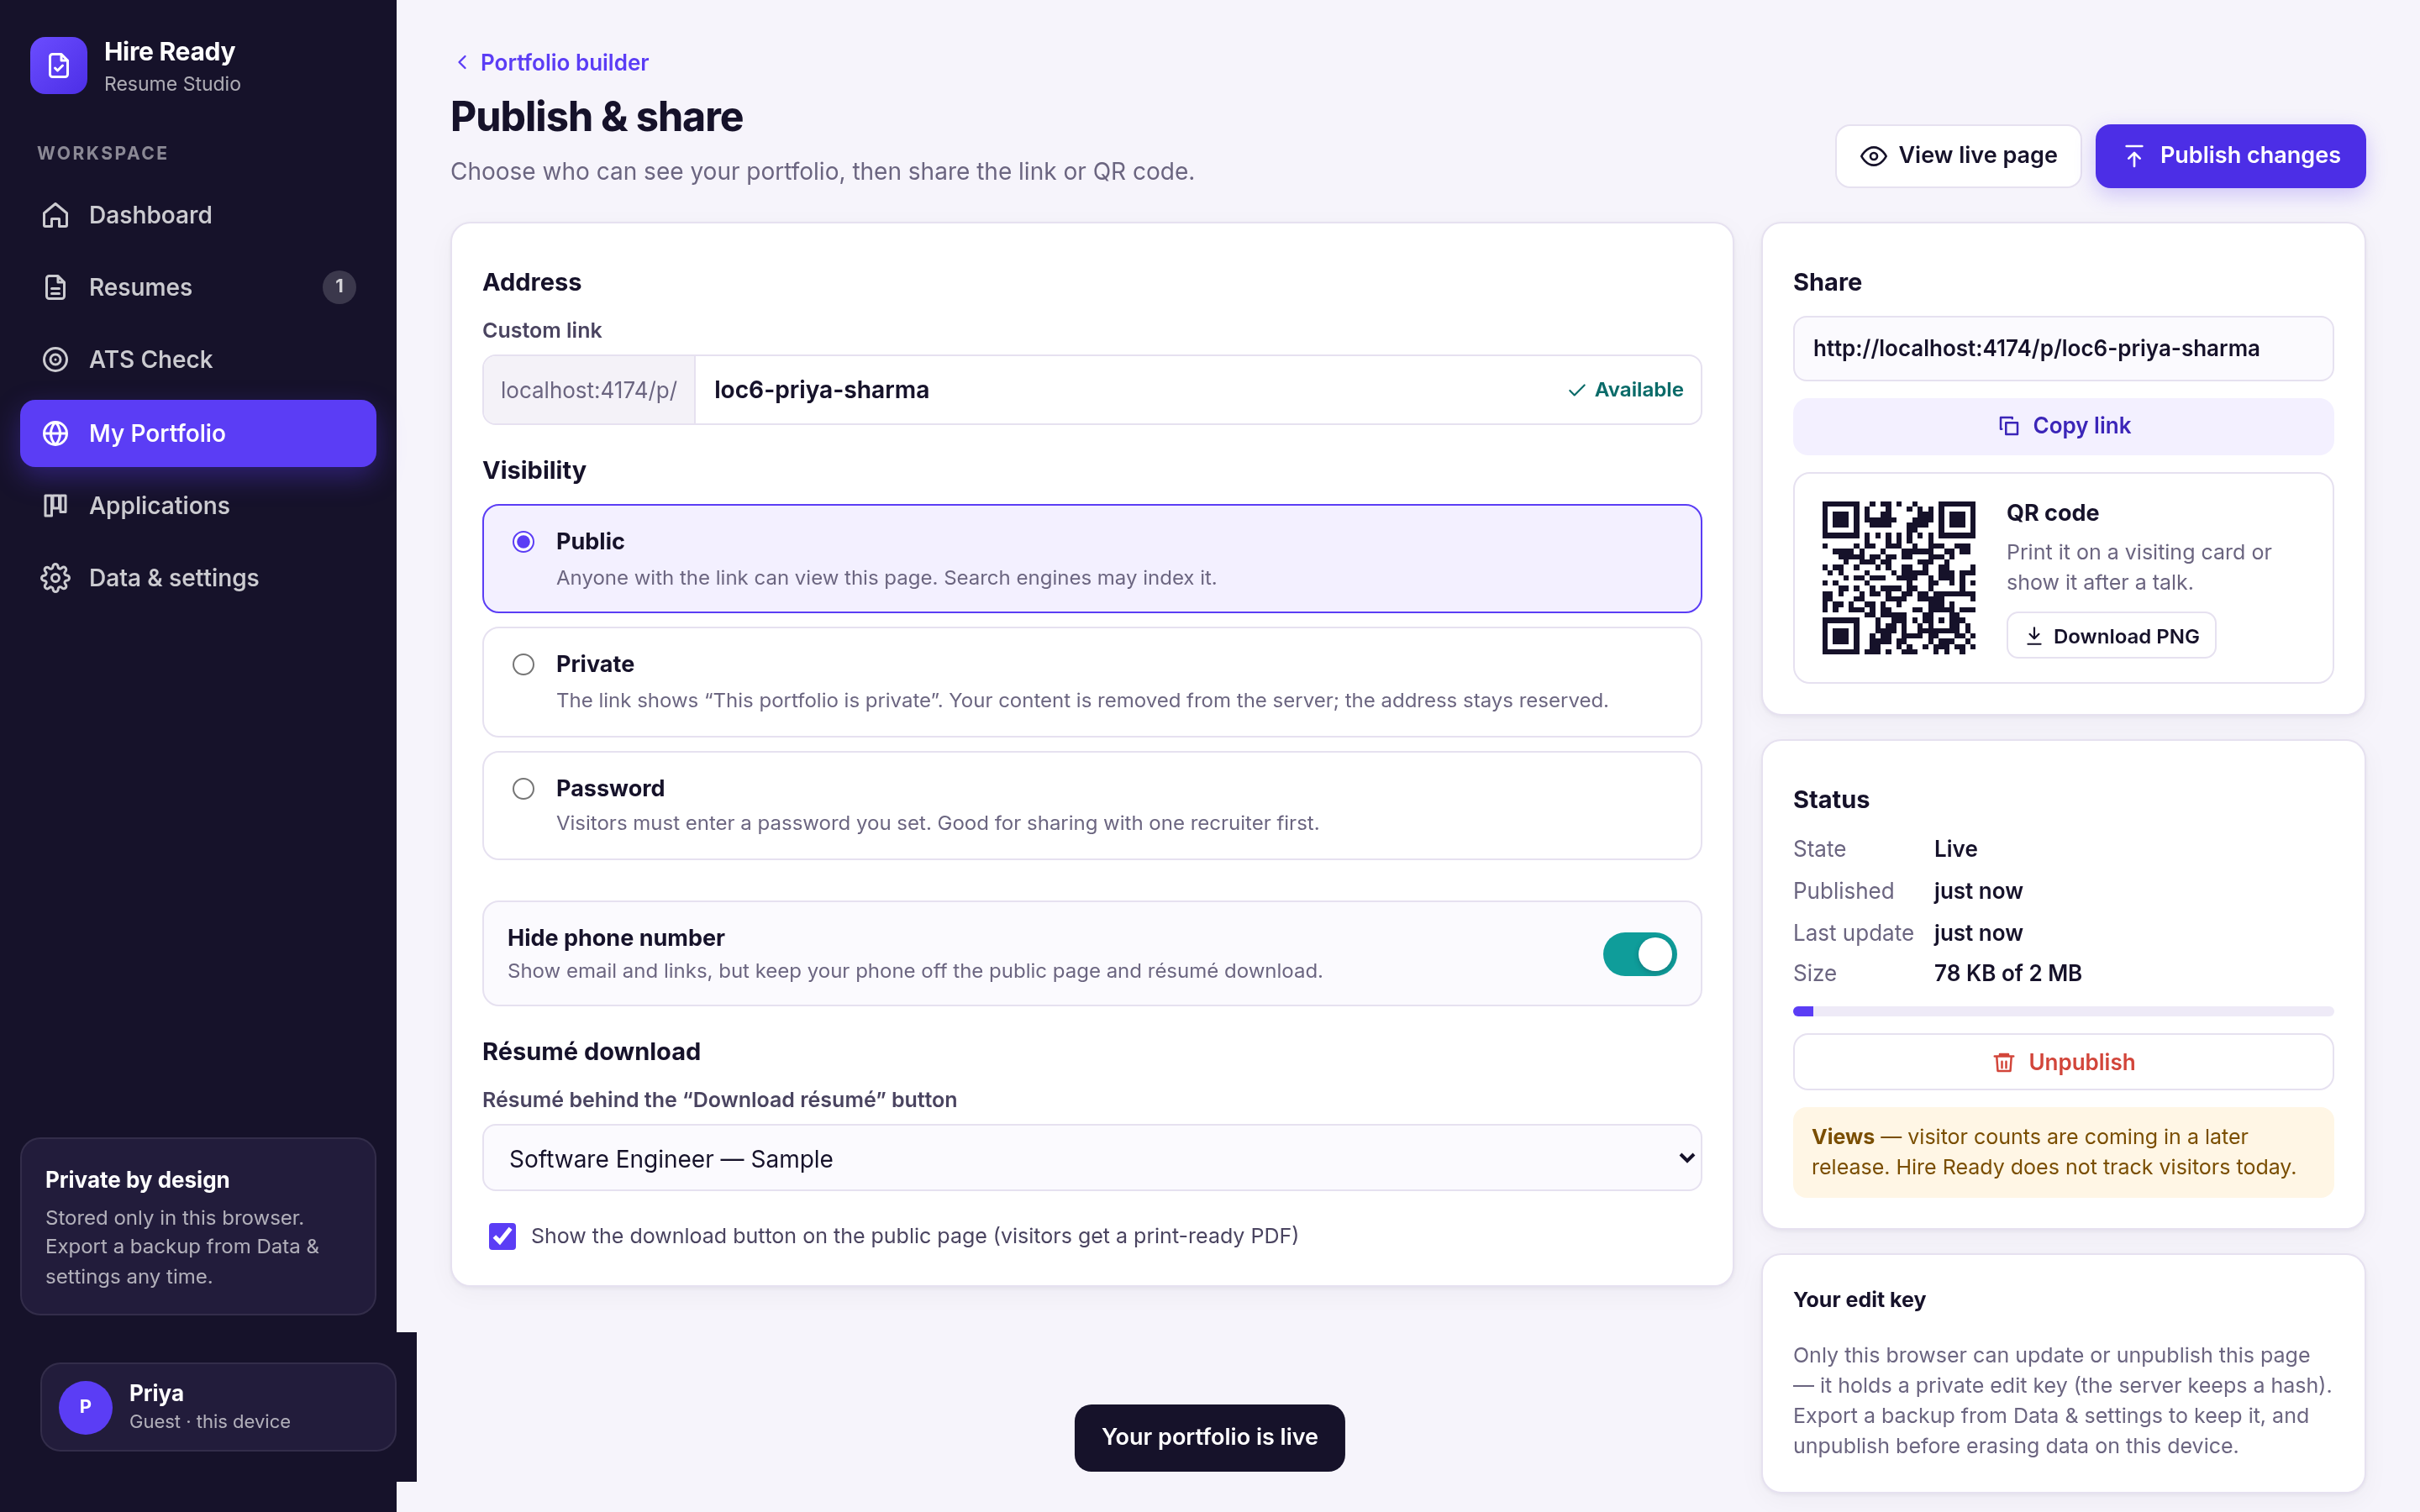 Hire Ready
Resume Studio
WORKSPACE
Dashboard
Resumes
1
ATS Check
My Portfolio
Applications
Data & settings
Private by design
Stored only in this browser.
Export a backup from Data &
settings any time.
P
Priya
Guest · this device
Portfolio builder
Publish & share
Choose who can see your portfolio, then share the link or QR code.
View live page
Publish changes
Address
Custom link
localhost:4174/p/
loc6-priya-sharma
Available
Visibility
Public
Anyone with the link can view this page. Search engines may index it.
Private
The link shows “This portfolio is private”. Your content is removed from the server; the address stays reserved.
Password
Visitors must enter a password you set. Good for sharing with one recruiter first.
Hide phone number
Show email and links, but keep your phone off the public page and résumé download.
Résumé download
Résumé behind the “Download résumé” button
Software Engineer — Sample
Show the download button on the public page (visitors get a print-ready PDF)
Your portfolio is live
Share
http://localhost:4174/p/loc6-priya-sharma
Copy link
QR code
Print it on a visiting card or
show it after a talk.
Download PNG
Status
State Live
Published just now
Last update just now
Size 78 KB of 2 MB
Unpublish
Views — visitor counts are coming in a later
release. Hire Ready does not track visitors today.
Your edit key
Only this browser can update or unpublish this page
— it holds a private edit key (the server keeps a hash).
Export a backup from Data & settings to keep it, and
unpublish before erasing data on this device.